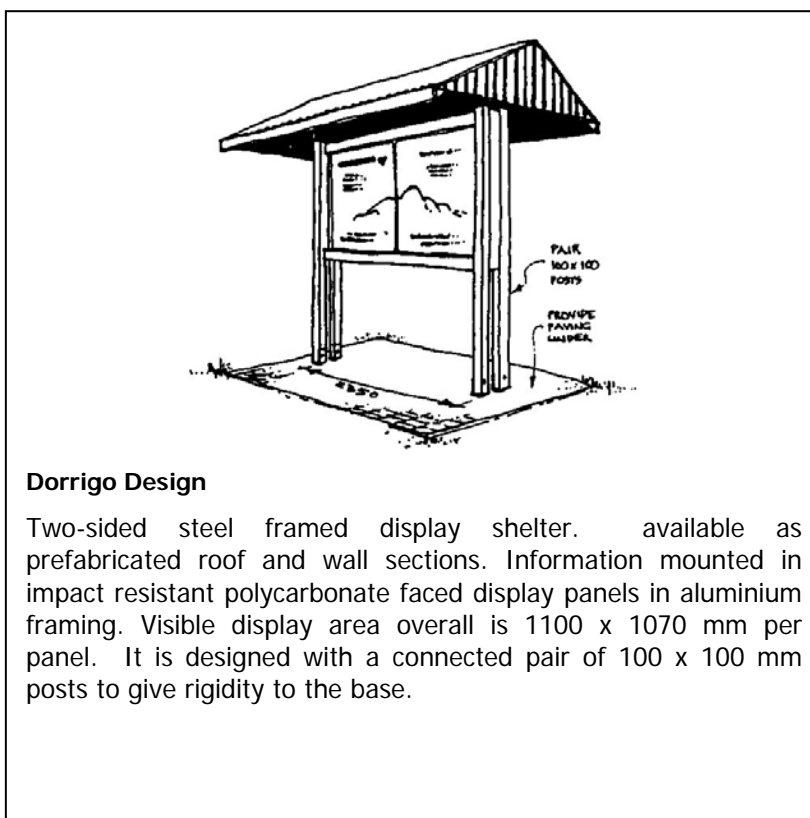 PAIR
100 x 100
POSTS
PROVIDE
PAVING
UNDER
Dorrigo Design
Two-sided steel framed display shelter. available as
prefabricated roof and wall sections. Information mounted in
impact resistant polycarbonate faced display panels in aluminium
framing. Visible display area overall is 1100 x 1070 mm per
panel. It is designed with a connected pair of 100 x 100 mm
posts to give rigidity to the base.